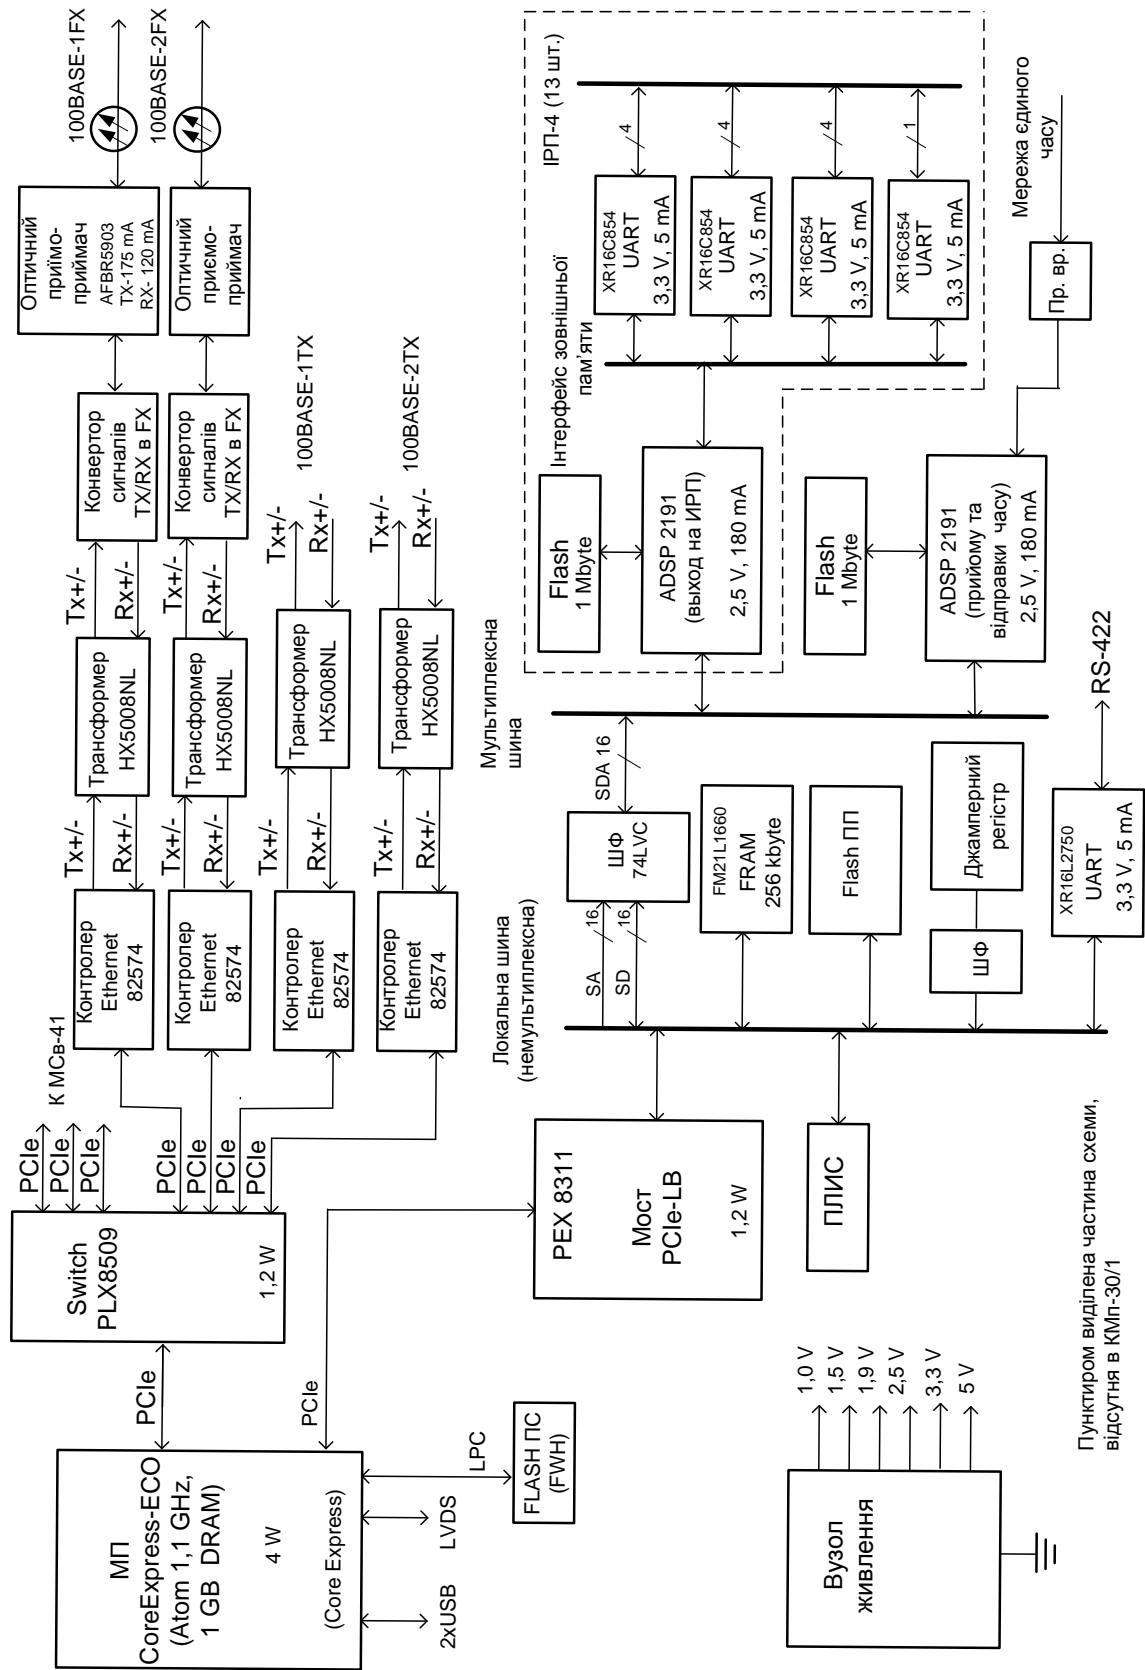 МП
CoreExpress-ECO
(Atom 1,1 GHz,
1 GB DRAM)
4 W
(Core Express)
2xUSB
LVDS
LPC
FLASH ПС
(FWH)
PCIe
PCIe
Switch
PLX8509
1,2 W
PCIe
PCIe
PCIe
К МСв-41
PCIe
PCIe
PCIe
PCIe
Контролер
Ethernet
82574
Контролер
Ethernet
82574
Контролер
Ethernet
82574
Контролер
Ethernet
82574
Tx+/-
Rx+/-
Tx+/-
Rx+/-
Tx+/-
Rx+/-
Tx+/-
Rx+/-
Трансформер
HX5008NL
Трансформер
HX5008NL
Трансформер
HX5008NL
Трансформер
HX5008NL
Tx+/-
Rx+/-
Tx+/-
Rx+/-
Tx+/-
Rx+/-
Tx+/-
Rx+/-
100BASE-1TX
100BASE-2TX
Конвертор
сигналів
TX/RX в FX
Конвертор
сигналів
TX/RX в FX
Оптичний
приїмо-
приймач
AFBR5903
TX-175 mA
RX- 120 mA
Оптичний
приємо-
приймач
100BASE-1FX
100BASE-2FX
PEX 8311
Мост
PCIe-LB
1,2 W
ПЛИС
Локальна шина
(немультиплексна)
SA
16
SD
16
ШФ
74LVC
SDA 16
Мультиплексна
шина
FM21L1660
FRAM
256 kbyte
Flash ПП
ШФ
Джамперний
регістр
XR16L2750
UART
3,3 V, 5 mA
RS-422
Flash
1 Mbyte
ADSP 2191
(выход на ИРП)
2,5 V, 180 mA
Flash
1 Mbyte
ADSP 2191
(прийому та
відправки часу)
2,5 V, 180 mA
Інтерфейс зовнішньої
пам'яти
XR16C854
UART
3,3 V, 5 mA
XR16C854
UART
3,3 V, 5 mA
XR16C854
UART
3,3 V, 5 mA
XR16C854
UART
3,3 V, 5 mA
4
4
4
1
ІРП-4 (13 шт.)
Пр. вр.
Мережа єдиного
часу
Вузол
живлення
1,0 V
1,5 V
1,9 V
2,5 V
3,3 V
5 V
Пунктиром виділена частина схеми,
відсутня в КМп-30/1